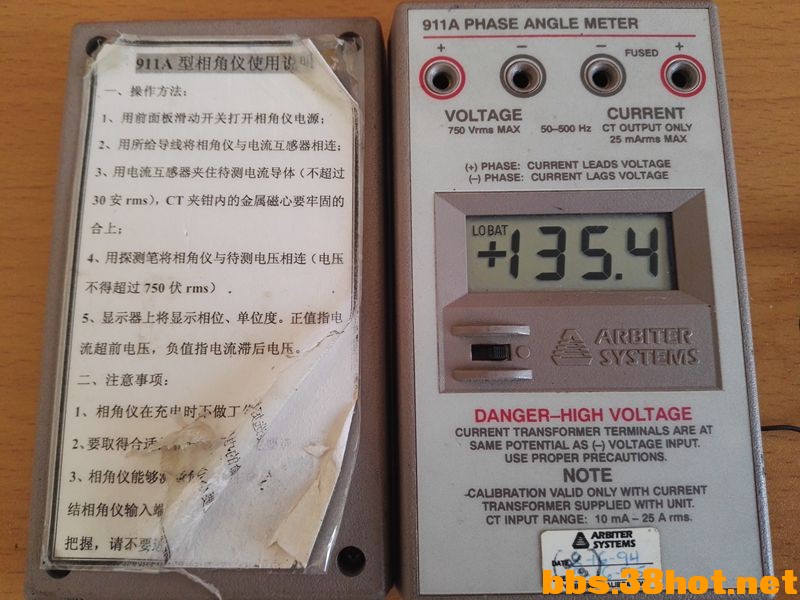 911A 型相角仪使用说明
一、操作方法:
1、用前面板滑动开关打开相角仪电源;
2、用所给导线将相角仪与电流互感器相连;
3、用电流互感器夹住待测电流导体(不超过
30 安 rms),CT 夹钳内的金属磁心要牢固的
合上;
4、用探测笔将相角仪与待测电压相连(电压
不得超过 750 伏 rms) .
5、显示器上将显示相位、单位度。正值指电
流超前电压,负值指电流滞后电压。
二、注意事项:
1、相角仪在充电时不做工
2、要取得合适
3、相角仪能够
结相角仪输入
把握,请不要
911A PHASE ANGLE METER
+ − − FUSED +
VOLTAGE
750 Vrms MAX
50–500 Hz
CURRENT
CT OUTPUT ONLY
25 mArms MAX
(+) PHASE: CURRENT LEADS VOLTAGE
(−) PHASE: CURRENT LAGS VOLTAGE
LO BAT
+135.4
ARBITER
SYSTEMS
DANGER–HIGH VOLTAGE
CURRENT TRANSFORMER TERMINALS ARE AT
SAME POTENTIAL AS (−) VOLTAGE INPUT.
USE PROPER PRECAUTIONS.
NOTE
CALIBRATION VALID ONLY WITH CURRENT
TRANSFORMER SUPPLIED WITH UNIT.
CT INPUT RANGE: 10 mA – 25 A rms.
ARBITER
SYSTEMS
DATE 8-16-94
bbs.38hot.net